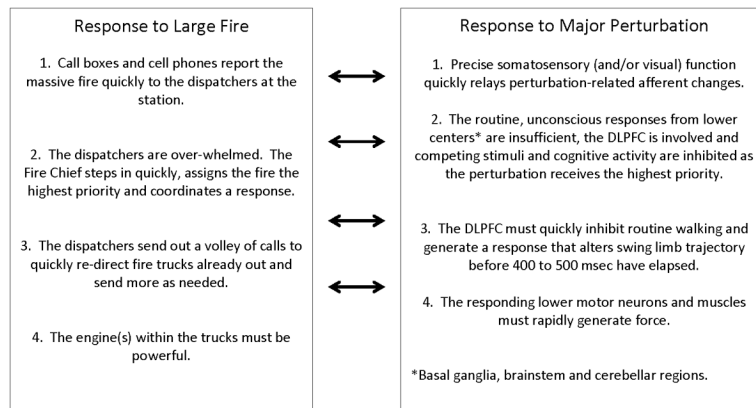 Response to Large Fire
1. Call boxes and cell phones report the
massive fire quickly to the dispatchers at the
station.
2. The dispatchers are over-whelmed. The
Fire Chief steps in quickly, assigns the fire the
highest priority and coordinates a response.
3. The dispatchers send out a volley of calls to
quickly re-direct fire trucks already out and
send more as needed.
4. The engine(s) within the trucks must be
powerful.
Response to Major Perturbation
1. Precise somatosensory (and/or visual) function
quickly relays perturbation-related afferent changes.
2. The routine, unconscious responses from lower
centers* are insufficient, the DLPFC is involved and
competing stimuli and cognitive activity are inhibited as
the perturbation receives the highest priority.
3. The DLPFC must quickly inhibit routine walking and
generate a response that alters swing limb trajectory
before 400 to 500 msec have elapsed.
4. The responding lower motor neurons and muscles
must rapidly generate force.
*Basal ganglia, brainstem and cerebellar regions.